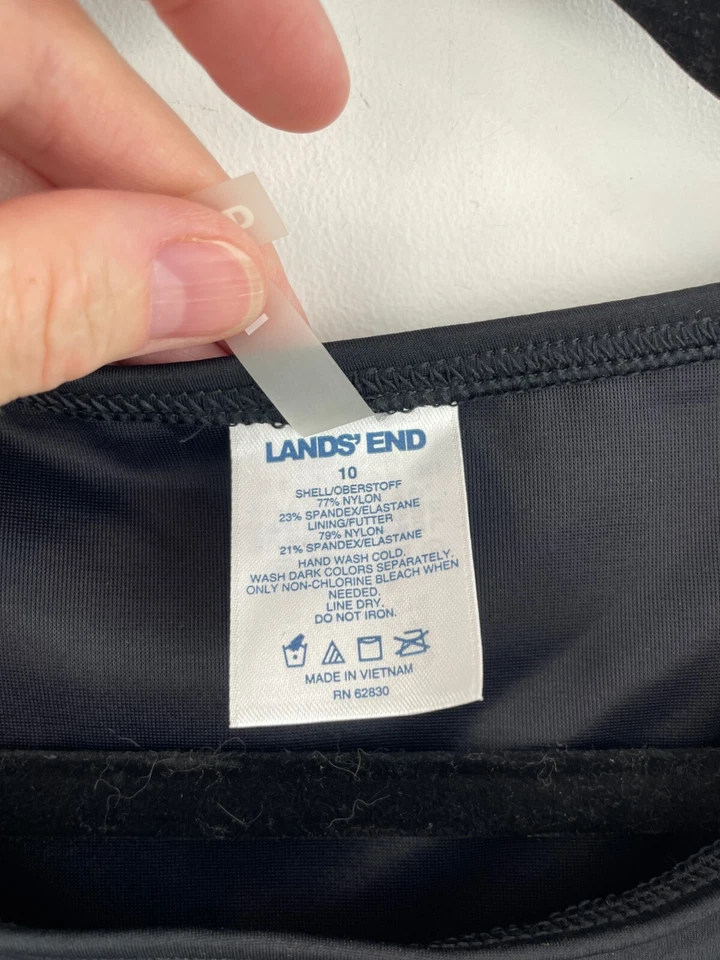 P
LANDS' END
10
SHELL/OBERSTOFF
77% NYLON
23% SPANDEX/ELASTANE
LINING/FUTTER
79% NYLON
21% SPANDEX/ELASTANE
HAND WASH COLD.
WASH DARK COLORS SEPARATELY.
ONLY NON-CHLORINE BLEACH WHEN
NEEDED.
LINE DRY.
DO NOT IRON.
MADE IN VIETNAM
RN 62830